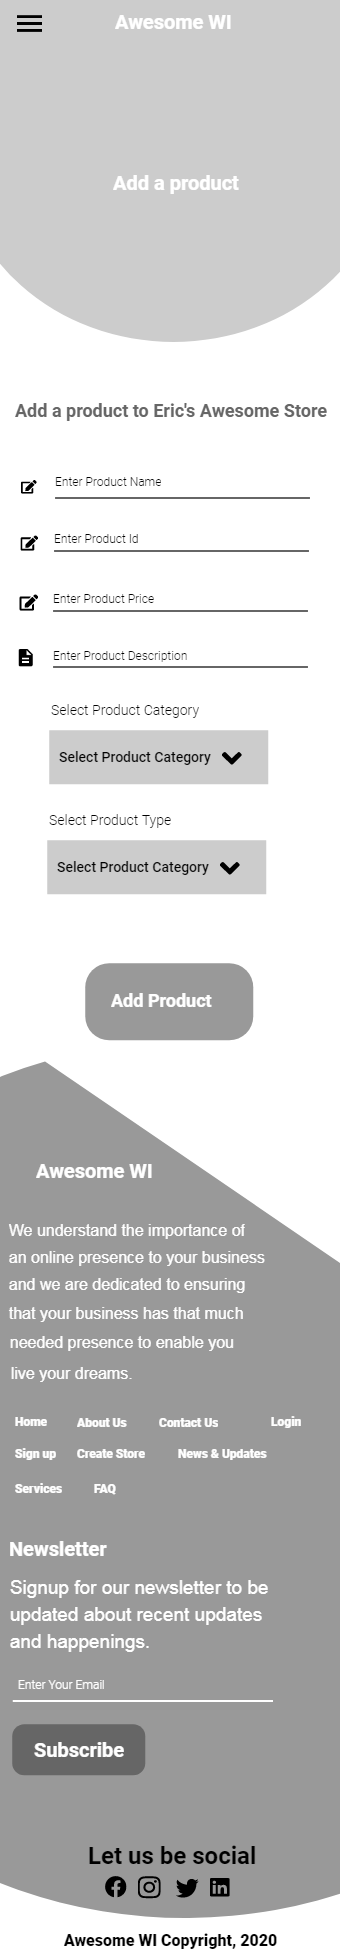 Awesome WI
Add a product
Add a product to Eric's Awesome Store
Enter Product Name
Enter Product Id
Enter Product Price
Enter Product Description
Select Product Category
Select Product Category
Select Product Type
Select Product Category
Add Product
Awesome WI
We understand the importance of
an online presence to your business
and we are dedicated to ensuring
that your business has that much
needed presence to enable you
live your dreams.
Home About Us Contact Us Login
Sign up Create Store News & Updates
Services FAQ
Newsletter
Signup for our newsletter to be
updated about recent updates
and happenings.
Enter Your Email
Subscribe
Let us be social
Awesome WI Copyright, 2020